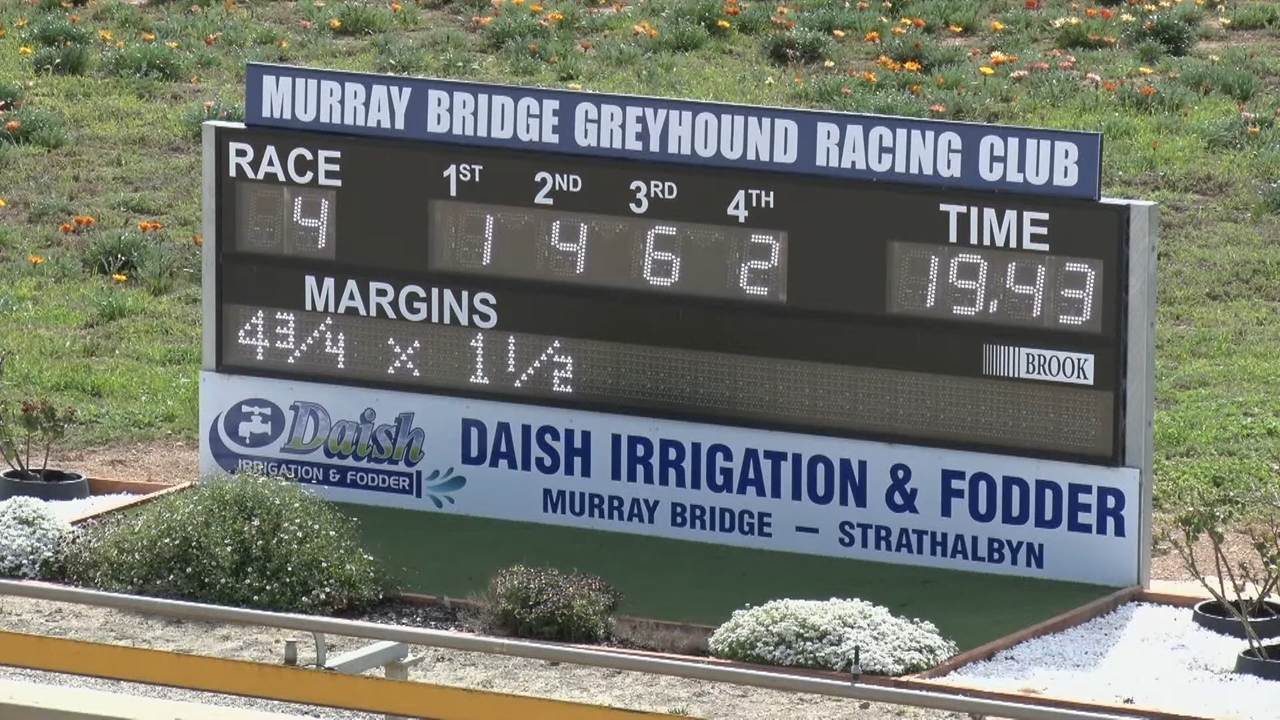 MURRAY BRIDGE GREYHOUND RACING CLUB
RACE 1ST 2ND 3RD 4TH TIME
4 1 4 6 2 19.43
MARGINS
4 3/4 x 1 1/2
BROOK
Daish
IRRIGATION & FODDER
DAISH IRRIGATION & FODDER
MURRAY BRIDGE – STRATHALBYN